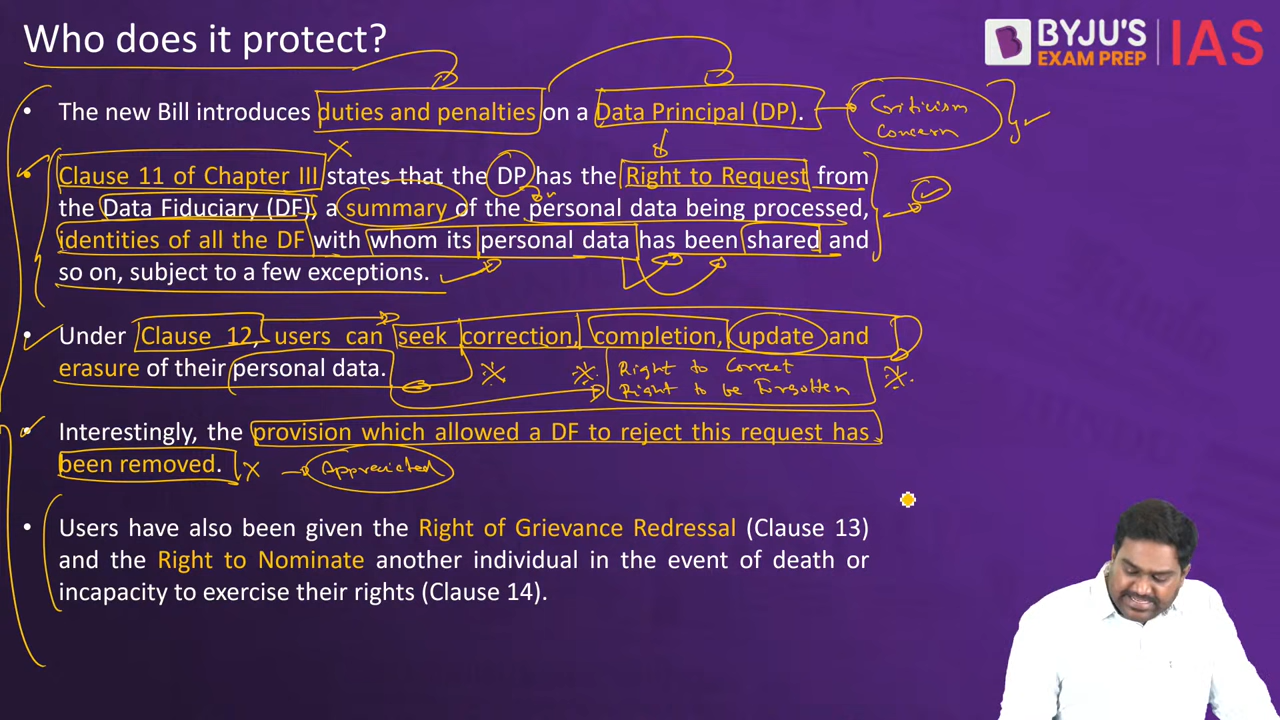 Who does it protect?
BYJU'S
EXAM PREP
IAS
• The new Bill introduces duties and penalties on a Data Principal (DP).
Criticism
Concern
• Clause 11 of Chapter III states that the DP has the Right to Request from
the Data Fiduciary (DF), a summary of the personal data being processed,
identities of all the DF with whom its personal data has been shared and
so on, subject to a few exceptions.
• Under Clause 12, users can seek correction, completion, update and
erasure of their personal data.
Right to Correct
Right to be Forgotten
• Interestingly, the provision which allowed a DF to reject this request has
been removed.
Appreciated
• Users have also been given the Right of Grievance Redressal (Clause 13)
and the Right to Nominate another individual in the event of death or
incapacity to exercise their rights (Clause 14).